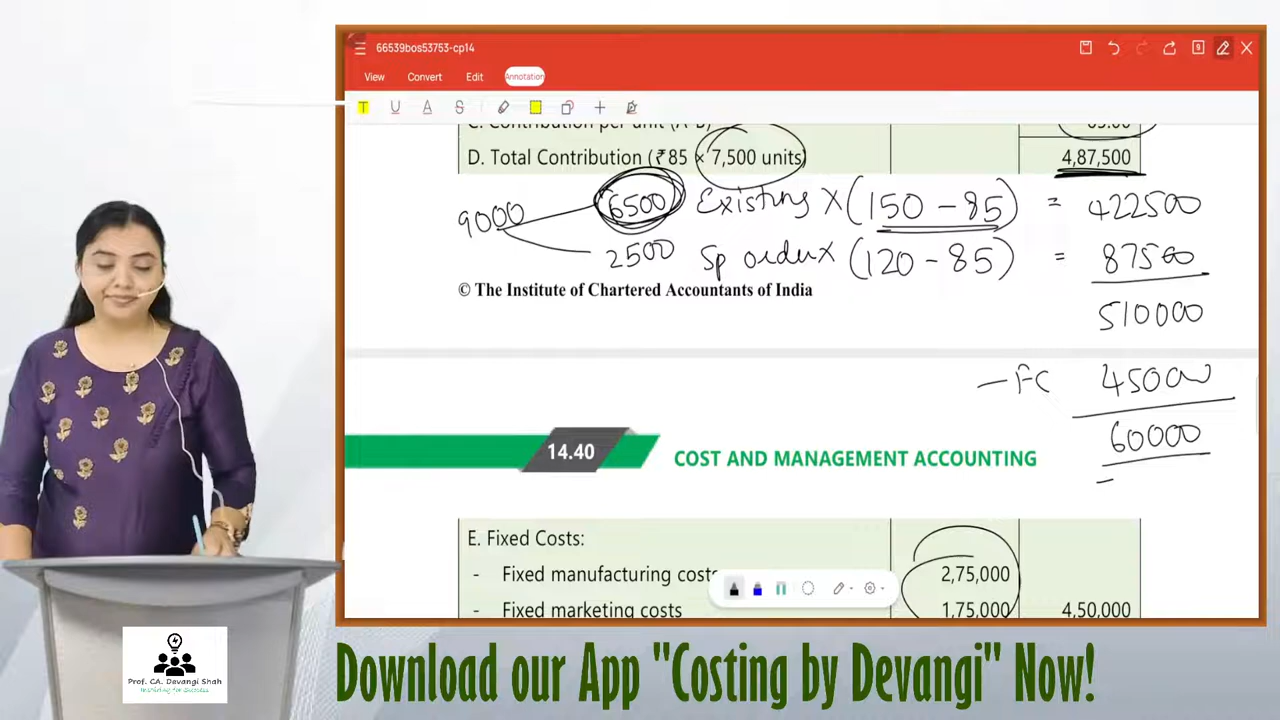 66539bos53753-cp14
View Convert Edit Annotation
T U A S
D. Total Contribution (₹85 × 7,500 units) 4,87,500
9000 6500 Existing X (150 - 85) = 422500
2500 Sp order x (120 - 85) = 87500
© The Institute of Chartered Accountants of India
510000
- FC 450000
60000
14.40 COST AND MANAGEMENT ACCOUNTING
E. Fixed Costs:
- Fixed manufacturing costs 2,75,000
- Fixed marketing costs 1,75,000 4,50,000
Prof. CA. Devangi Shah
Download our App "Costing by Devangi" Now!